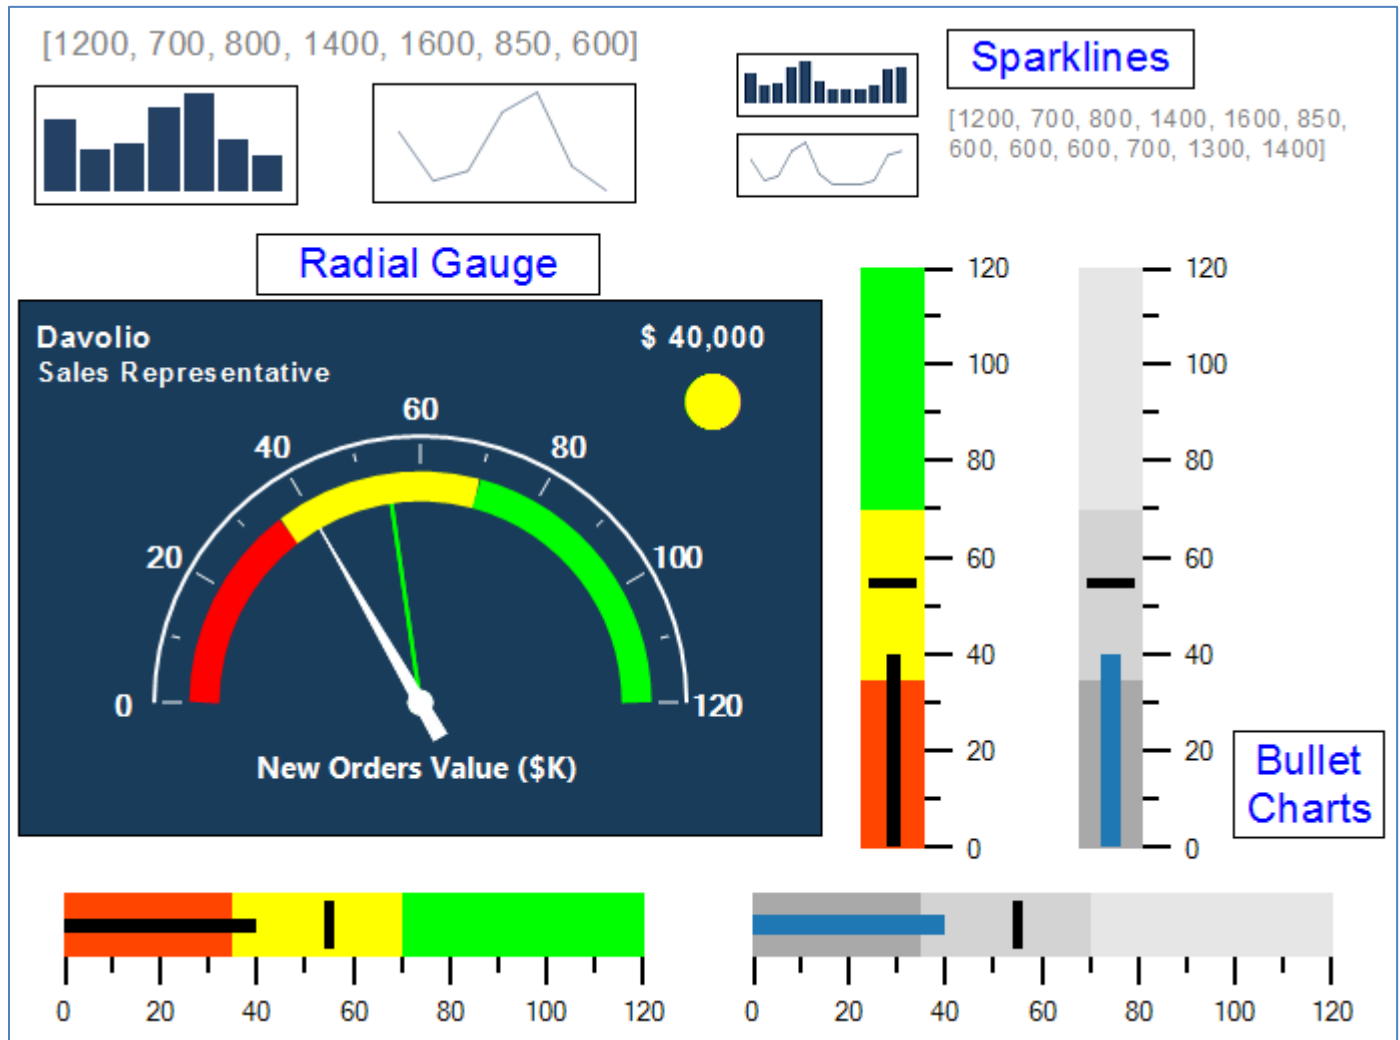 [1200, 700, 800, 1400, 1600, 850, 600]
Sparklines
[1200, 700, 800, 1400, 1600, 850,
600, 600, 600, 700, 1300, 1400]
Radial Gauge
Davolio
$ 40,000
Sales Representative
0
20
40
60
80
100
120
New Orders Value ($K)
120
100
80
60
40
20
0
120
100
80
60
40
20
0
Bullet
Charts
0 20 40 60 80 100 120
0 20 40 60 80 100 120